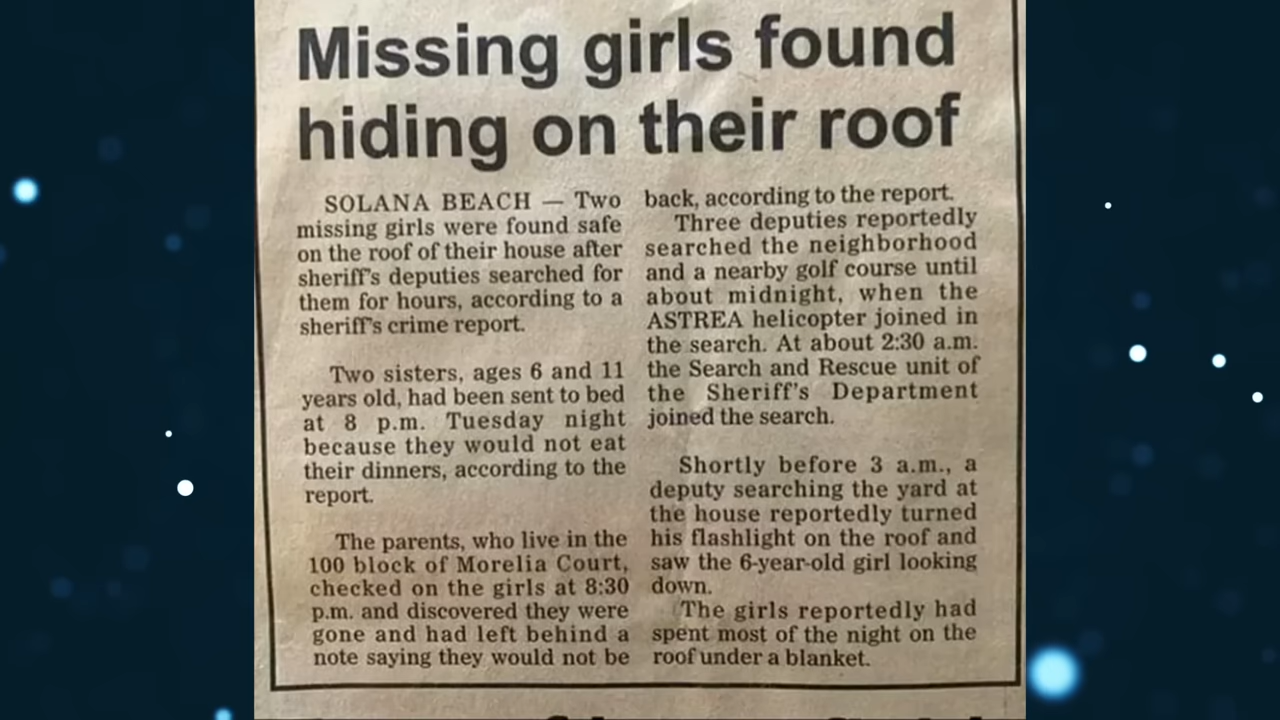 Missing girls found
hiding on their roof
SOLANA BEACH — Two
missing girls were found safe
on the roof of their house after
sheriff's deputies searched for
them for hours, according to a
sheriff's crime report.
Two sisters, ages 6 and 11
years old, had been sent to bed
at 8 p.m. Tuesday night
because they would not eat
their dinners, according to the
report.
The parents, who live in the
100 block of Morelia Court,
checked on the girls at 8:30
p.m. and discovered they were
gone and had left behind a
note saying they would not be
back, according to the report.
Three deputies reportedly
searched the neighborhood
and a nearby golf course until
about midnight, when the
ASTREA helicopter joined in
the search. At about 2:30 a.m.
the Search and Rescue unit of
the Sheriff's Department
joined the search.
Shortly before 3 a.m., a
deputy searching the yard at
the house reportedly turned
his flashlight on the roof and
saw the 6-year-old girl looking
down.
The girls reportedly had
spent most of the night on the
roof under a blanket.